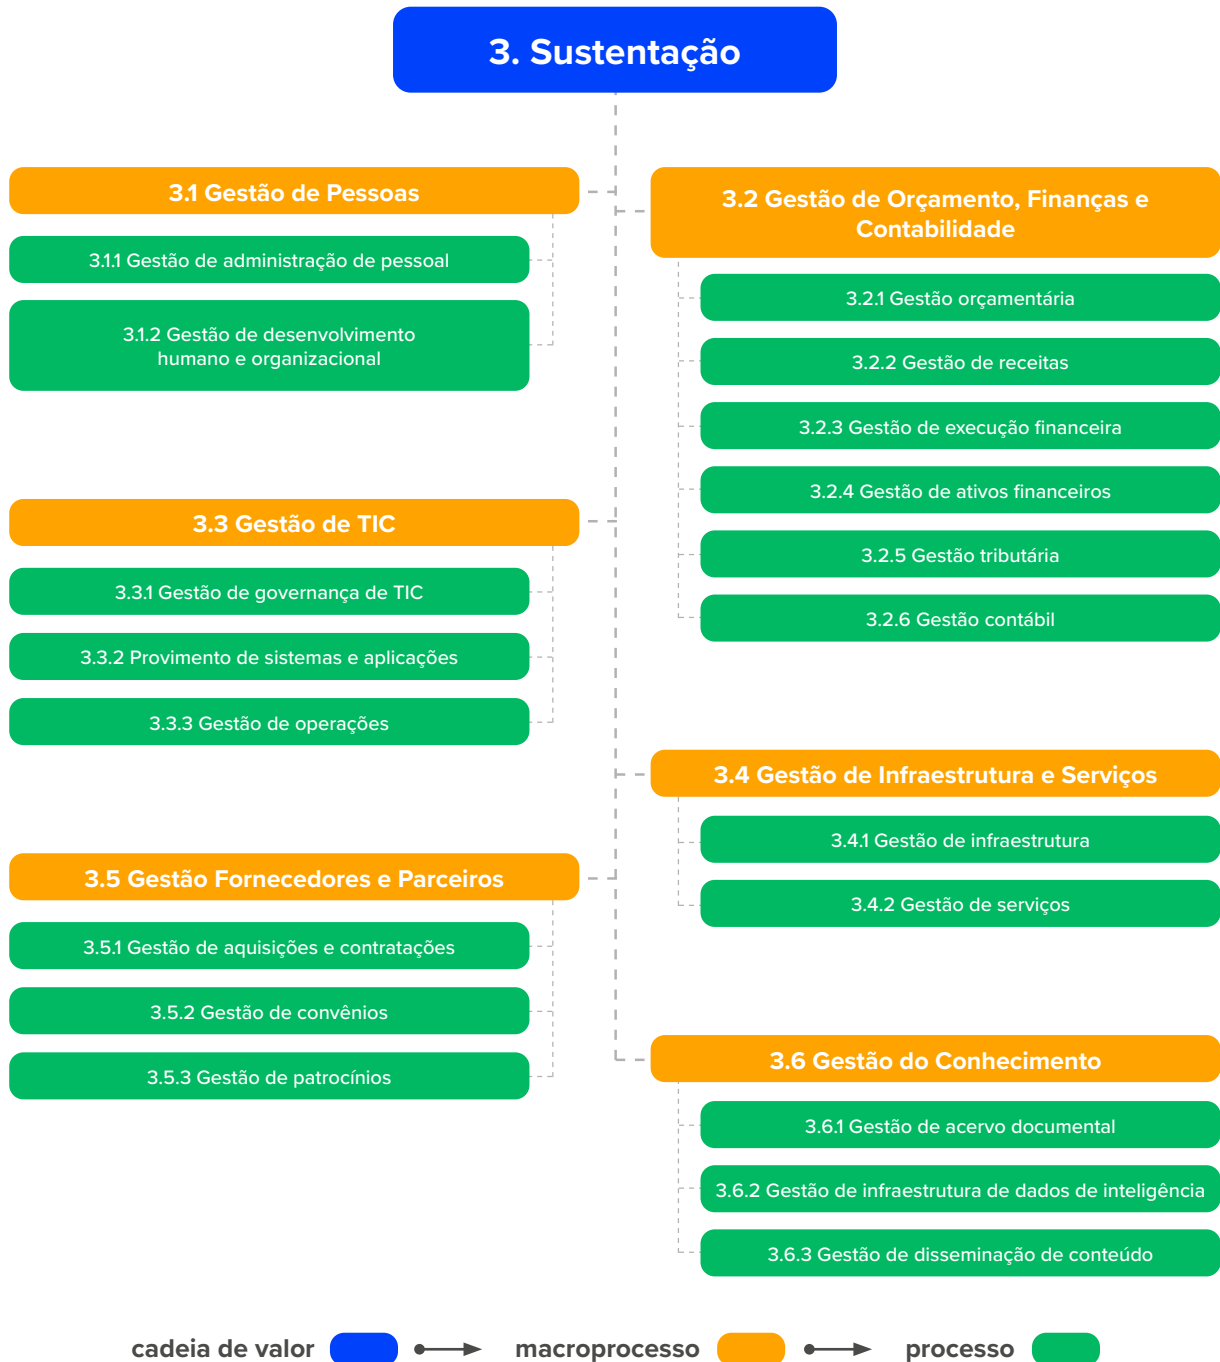 3. Sustentação
3.1 Gestão de Pessoas
3.1.1 Gestão de administração de pessoal
3.1.2 Gestão de desenvolvimento
humano e organizacional
3.2 Gestão de Orçamento, Finanças e
Contabilidade
3.2.1 Gestão orçamentária
3.2.2 Gestão de receitas
3.2.3 Gestão de execução financeira
3.2.4 Gestão de ativos financeiros
3.2.5 Gestão tributária
3.2.6 Gestão contábil
3.3 Gestão de TIC
3.3.1 Gestão de governança de TIC
3.3.2 Provimento de sistemas e aplicações
3.3.3 Gestão de operações
3.4 Gestão de Infraestrutura e Serviços
3.4.1 Gestão de infraestrutura
3.4.2 Gestão de serviços
3.5 Gestão Fornecedores e Parceiros
3.5.1 Gestão de aquisições e contratações
3.5.2 Gestão de convênios
3.5.3 Gestão de patrocínios
3.6 Gestão do Conhecimento
3.6.1 Gestão de acervo documental
3.6.2 Gestão de infraestrutura de dados de inteligência
3.6.3 Gestão de disseminação de conteúdo
cadeia de valor macroprocesso processo